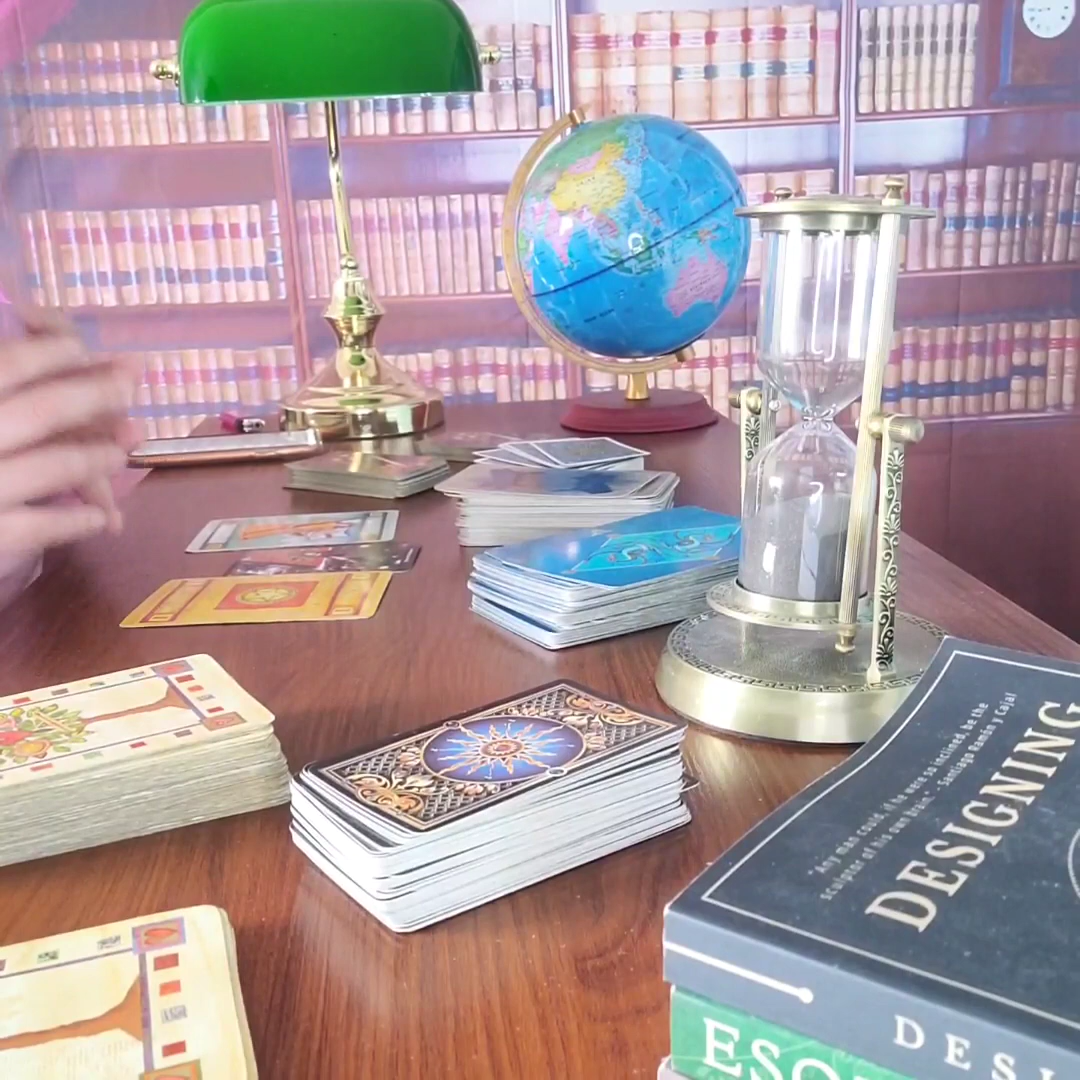 "Any man could, if he were so inclined, be the
sculptor of his own brain." - Santiago Ramón y Cajal
DESIGNING
DESI
ESO